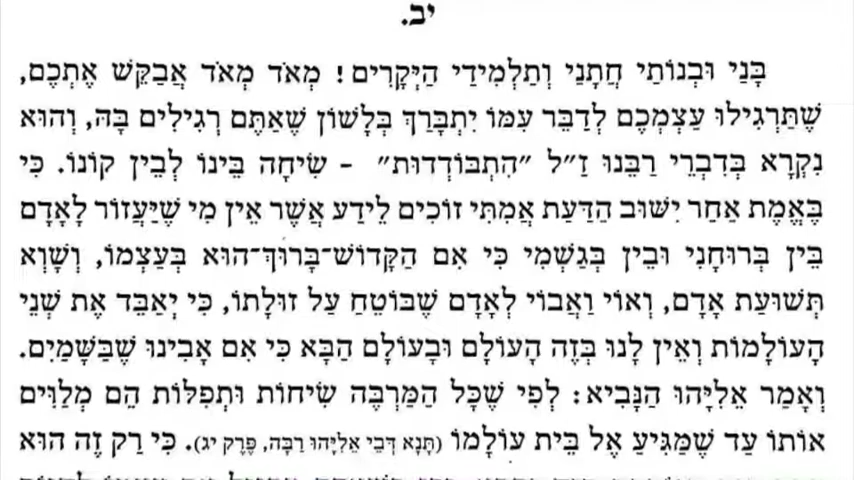 יב.
בָּנַי וּבְנוֹתַי חֲתָנַי וְתַלְמִידַי הַיְקָרִים! מְאֹד מְאֹד אֲבַקֵּשׁ אֶתְכֶם,
שֶׁתַּרְגִּילוּ עַצְמְכֶם לְדַבֵּר עִמּוֹ יִתְבָּרַךְ בְּלָשׁוֹן שֶׁאַתֶּם רְגִילִים בָּהּ, וְהוּא
נִקְרָא בְּדִבְרֵי רַבֵּנוּ זַ״ל ״הִתְבּוֹדְדוּת״ - שִׂיחָה בֵּינוֹ לְבֵין קוֹנוֹ. כִּי
בֶּאֱמֶת אַחַר יִשּׁוּב הַדַּעַת אֲמִתִּי זוֹכִים לֵידַע אֲשֶׁר אֵין מִי שֶׁיַּעֲזוֹר לָאָדָם
בֵּין בְּרוּחָנִי וּבֵין בְּגַשְׁמִי כִּי אִם הַקָּדוֹשׁ־בָּרוּךְ־הוּא בְּעַצְמוֹ, וְשָׁוְא
תְּשׁוּעַת אָדָם, וְאוֹי וַאֲבוֹי לְאָדָם שֶׁבּוֹטֵחַ עַל זוּלָתוֹ, כִּי יְאַבֵּד אֶת שְׁנֵי
הָעוֹלָמוֹת וְאֵין לָנוּ בְּזֶה הָעוֹלָם וּבָעוֹלָם הַבָּא כִּי אִם אָבִינוּ שֶׁבַּשָּׁמַיִם.
וְאָמַר אֵלִיָּהוּ הַנָּבִיא: לְפִי שֶׁכָּל הַמַּרְבֶּה שִׂיחוֹת וּתְפִלּוֹת הֵם מְלַוִּים
אוֹתוֹ עַד שֶׁמַּגִּיעַ אֶל בֵּית עוֹלָמוֹ (תָּנָא דְּבֵי אֵלִיָּהוּ רַבָּה, פֶּרֶק יג). כִּי רַק זֶה הוּא